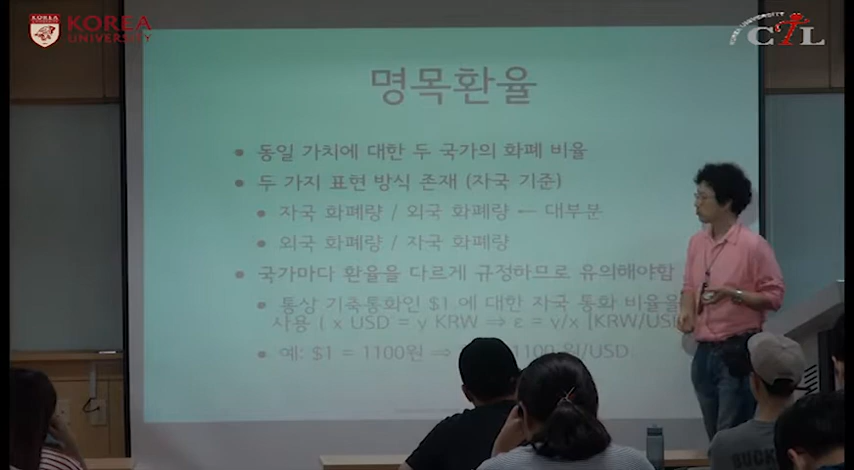 KOREA
UNIVERSITY
KOREA UNIVERSITY
CTL
명목환율
• 동일 가치에 대한 두 국가의 화폐 비율
• 두 가지 표현 방식 존재 (자국 기준)
• 자국 화폐량 / 외국 화폐량 ← 대부분
• 외국 화폐량 / 자국 화폐량
• 국가마다 환율을 다르게 규정하므로 유의해야함
• 통상 기축통화인 $1 에 대한 자국 통화 비율을
사용 ( x USD = y KRW ⇒ ε = y/x [KRW/USD
• 예: $1 = 1100원 ⇒ 1100 원/USD